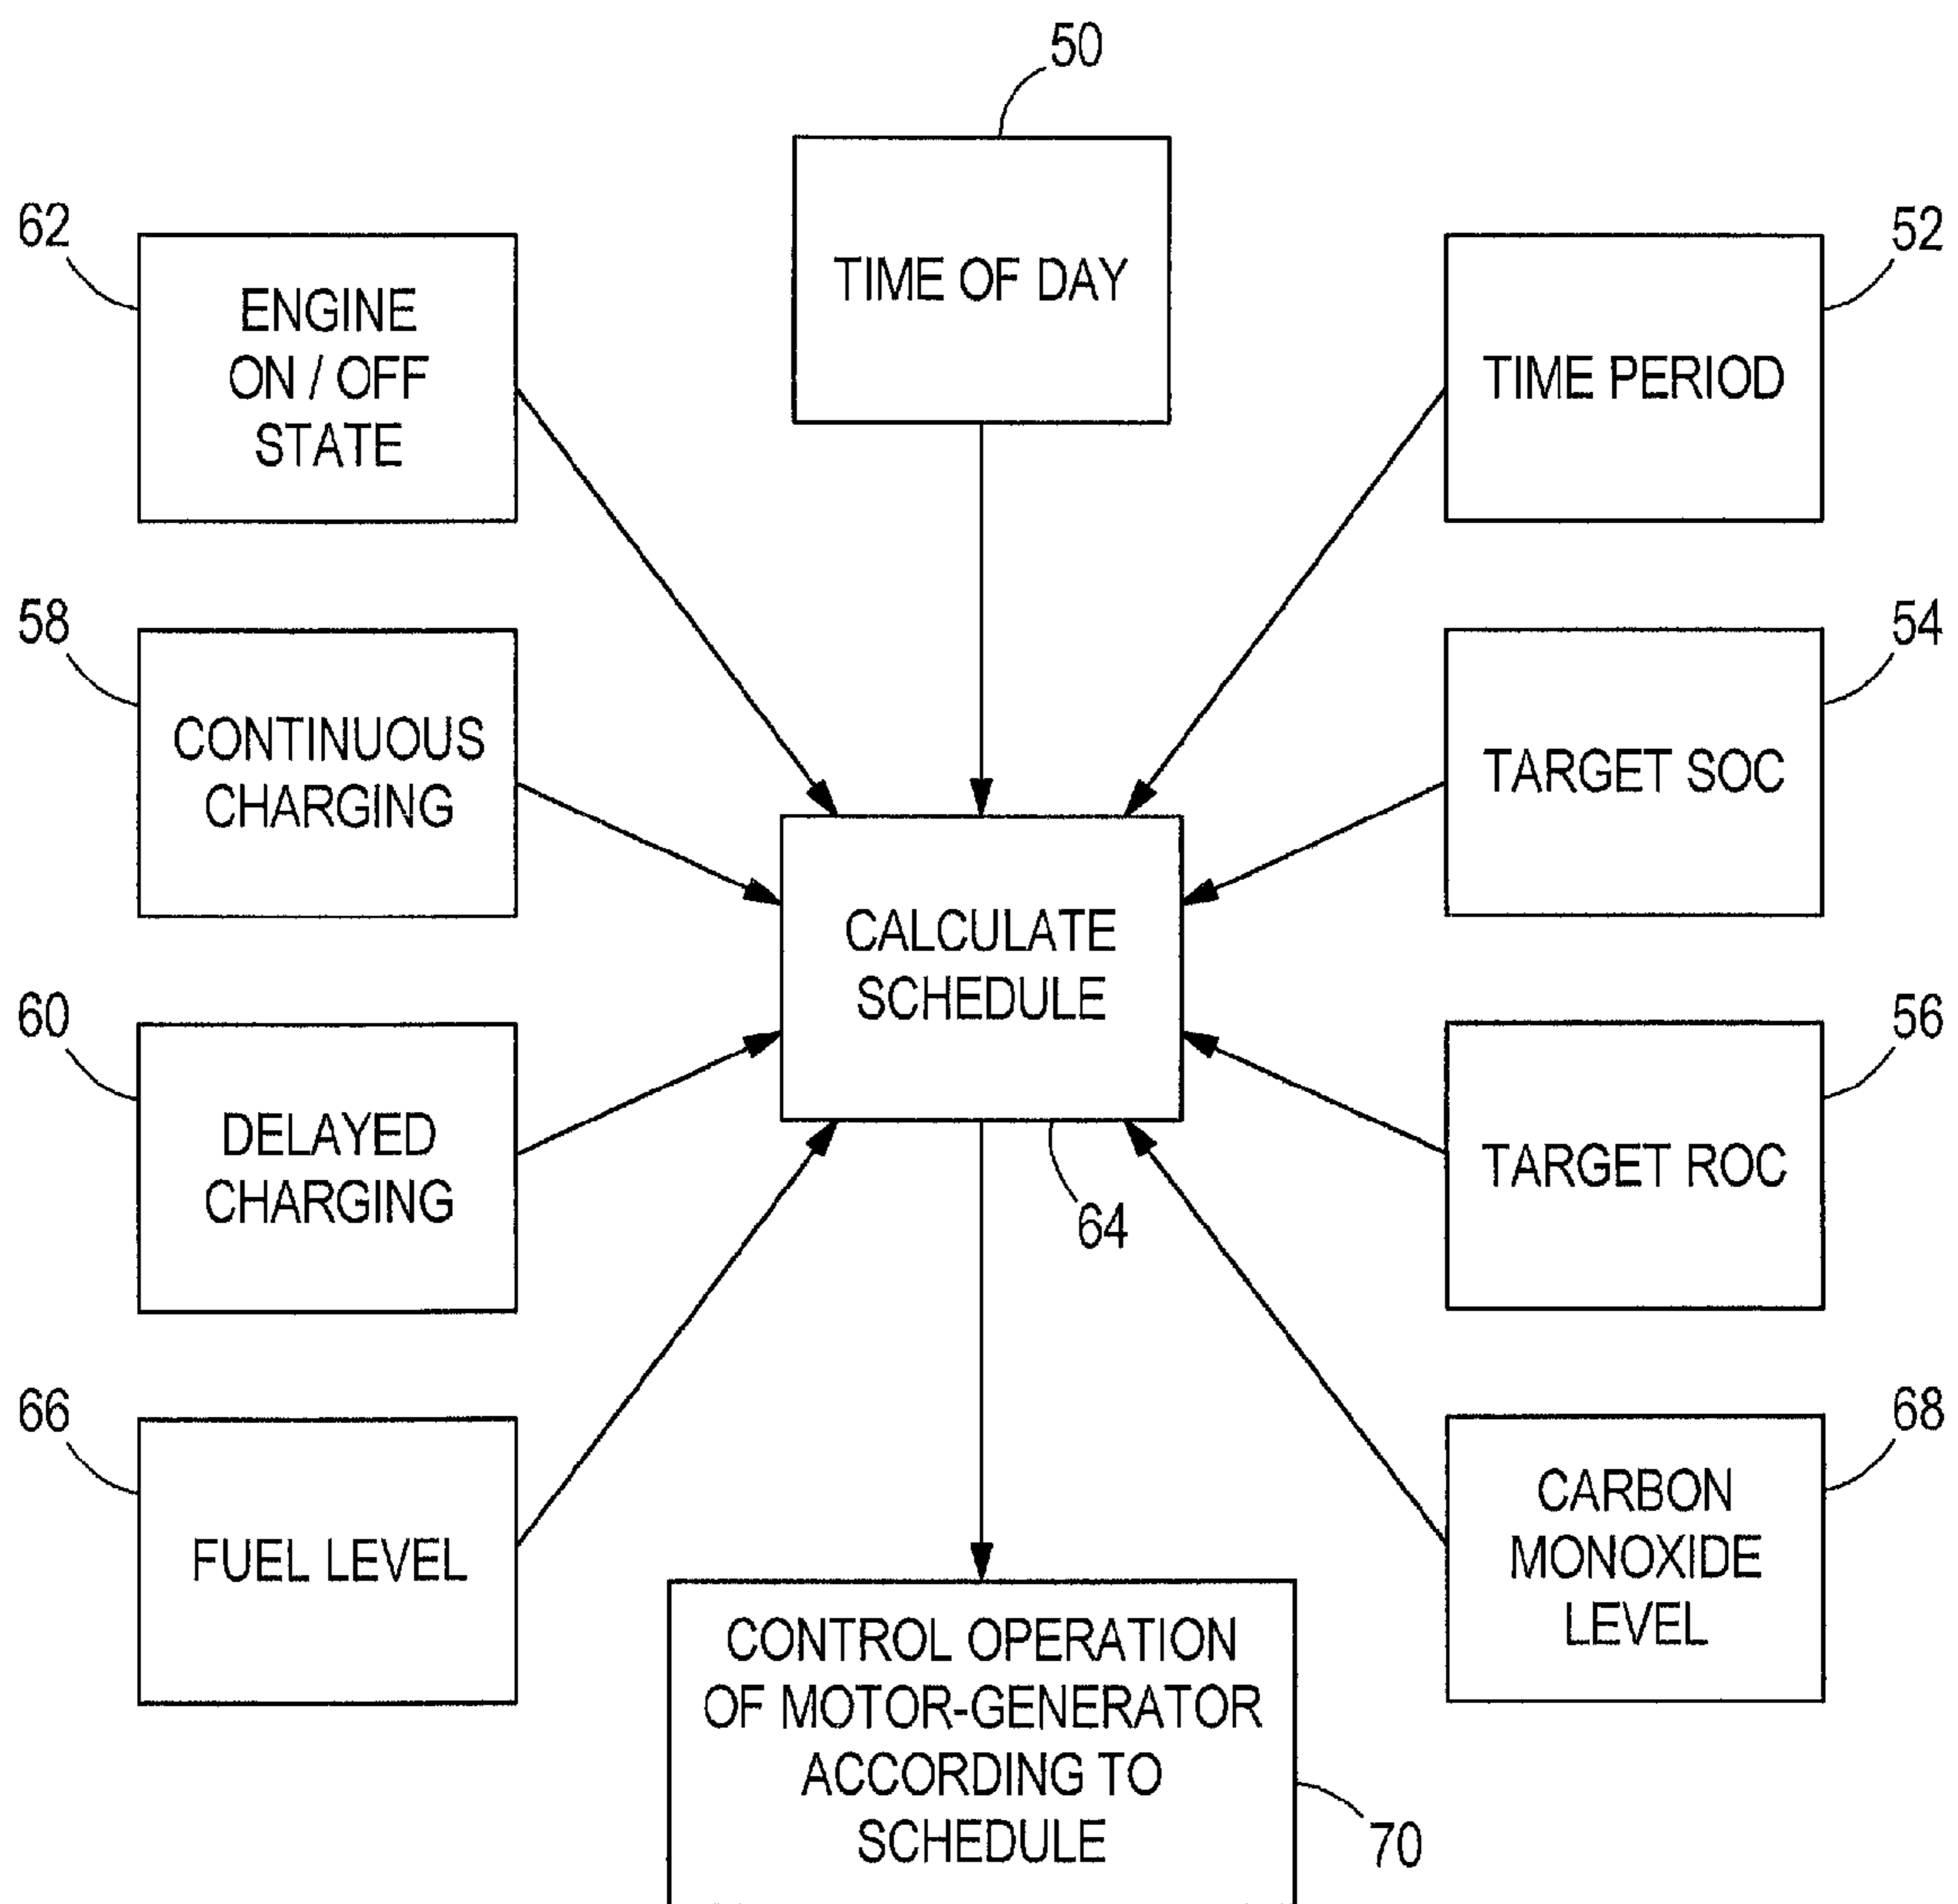 50
62
52
TIME OF DAY
ENGINE
ON / OFF
STATE
TIME PERIOD
58
54
CONTINUOUS
CHARGING
TARGET SOC
CALCULATE
SCHEDULE
60
56
DELAYED
CHARGING
TARGET ROC
64
66
68
FUEL LEVEL
CARBON
MONOXIDE
LEVEL
CONTROL OPERATION
OF MOTOR-GENERATOR
ACCORDING TO
SCHEDULE
70